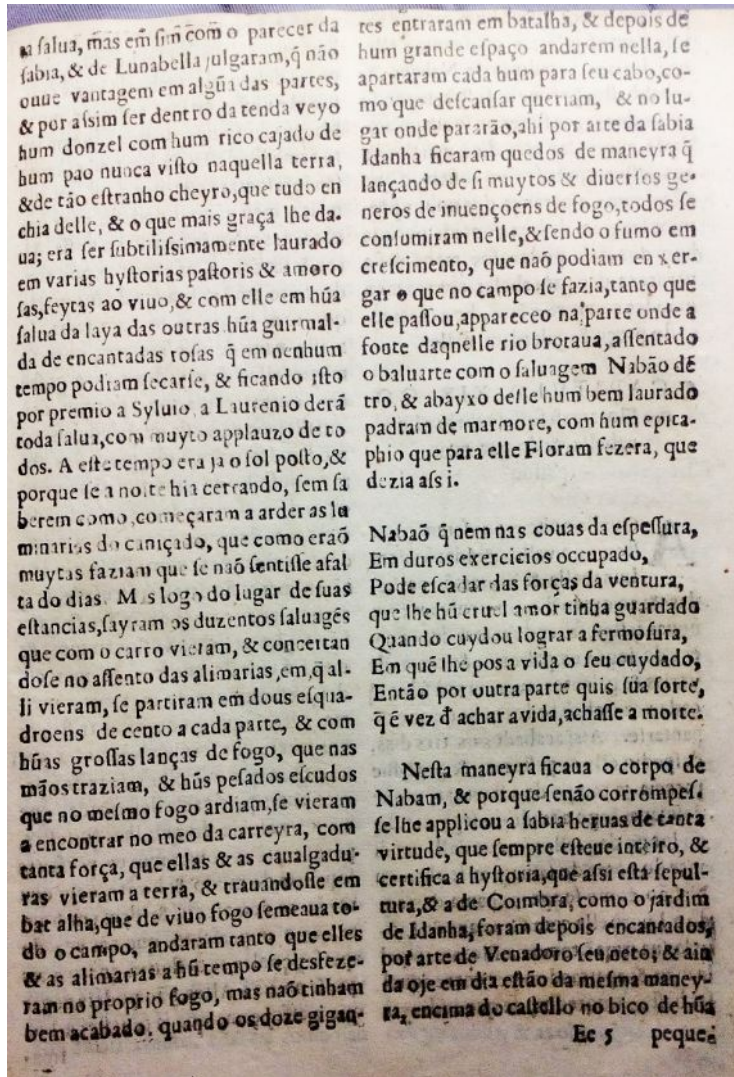 a ſalua, mas em ſim com o parecer da
ſabia, & de Lunabella julgaram, q̃ não
ouue vantagem em algũa das partes,
& por aſsim ſer dentro da tenda veyo
hum donzel com hum rico cajado de
hum pao nunca viſto naquella terra,
& de tão eſtranho cheyro, que tudo en
chia delle, & o que mais graça lhe da-
ua; era ſer ſubtiliſsimamente laurado
em varias hyſtorias paſtoris & amoro
ſas, feytas ao viuo, & com elle em hũa
ſalua da laya das outras hũa guirmal-
da de encantadas roſas q̃ em nenhum
tempo podiam ſecarſe, & ficando iſto
por premio a Syluio, a Laurenio derã
toda ſalua, com muyto applauzo de to
dos. A eſte tempo era ja o ſol poſto, &
porque ſe a noite hia cerrando, ſem ſa
berem como, começaram a arder as lu
minarias do caniçado, que como eraõ
muytas faziam que ſe naõ ſentiſſe a fal
ta do dias. M s logo do lugar de ſuas
eſtancias, ſayram os duzentos ſaluagẽs
que com o carro vieram, & concertan
doſe no aſſento das alimarias, em, q̃ al-
li vieram, ſe partiram em dous eſqua-
droens de cento a cada parte, & com
hũas groſſas lanças de fogo, que nas
mãos traziam, & hũs peſados eſcudos
que no meſmo fogo ardiam, ſe vieram
a encontrar no meo da carreyra, com
tanta força, que ellas & as caualgadu-
ras vieram a terra, & trauandoſſe em
bat alha, que de viuo fogo ſemeaua to-
do o campo, andaram tanto que elles
& as alimarias a hũ tempo ſe desfeze-
ram no proprio fogo, mas naõ tinham
bem acabado, quando os doze gigan-
tes entraram em batalha, & depois de
hum grande eſpaço andarem nella, ſe
apartaram cada hum para ſeu cabo, co-
mo que deſcanſar queriam, & no lu-
gar onde pararão, ahi por arte da ſabia
Idanha ficaram quedos de maneyra q̃
lançando de ſi muytos & diuerſos ge-
neros de inuençoens de fogo, todos ſe
conſumiram nelle, & ſendo o fumo em
creſcimento, que naõ podiam en xer-
gar o que no campo ſe fazia, tanto que
elle paſſou, appareceo na parte onde a
fonte daquelle rio brotaua, aſſentado
o baluarte com o ſaluagem Nabão dẽ
tro, & abayxo delle hum bem laurado
padram de marmore, com hum epita-
phio que para elle Floram fezera, que
dezia aſs i.
Nabaõ q̃ nem nas couas da eſpeſſura,
Em duros exercicios occupado,
Pode eſcadar das forças da ventura,
que lhe hũ cruel amor tinha guardado
Quando cuydou lograr a fermoſura,
Em quẽ lhe pos a vida o ſeu cuydado,
Então por outra parte quis ſua ſorte,
q̃ ẽ vez đ achar a vida, achaſſe a morte.
Neſta maneyra ficaua o corpo de
Nabam, & porque ſenão corrompeſ-
ſe lhe applicou a ſabia heruas de tanta
virtude, que ſempre eſteue inteiro, &
certifica a hyſtoria, que aſsi eſta ſepul-
tura, & a de Coimbra, como o jardim
de Idanha, foram depois encantados,
por arte de Venadoro ſeu neto; & ain
da oje em dia eſtão da meſma maney-
ra, encima do caſtello no bico de hũa
Ee 5 peque-